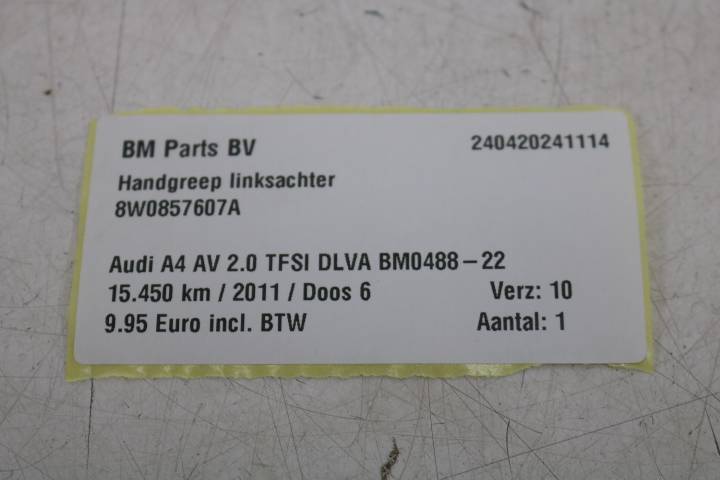 BM Parts BV 240420241114
Handgreep linksachter
8W0857607A
Audi A4 AV 2.0 TFSI DLVA BM0488-22
15.450 km / 2011 / Doos 6 Verz: 10
9.95 Euro incl. BTW Aantal: 1